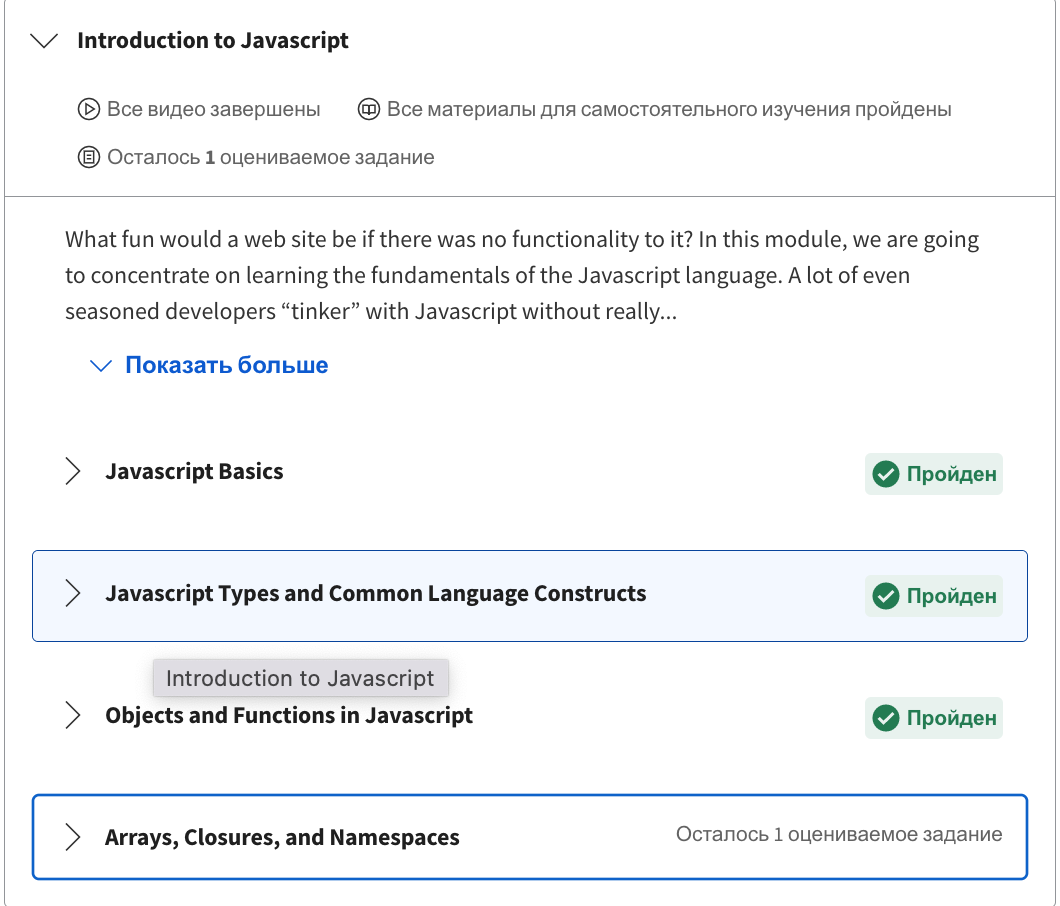 Introduction to Javascript
Все видео завершены Все материалы для самостоятельного изучения пройдены
Осталось 1 оцениваемое задание
What fun would a web site be if there was no functionality to it? In this module, we are going
to concentrate on learning the fundamentals of the Javascript language. A lot of even
seasoned developers “tinker” with Javascript without really...
Показать больше
Javascript Basics Пройден
Javascript Types and Common Language Constructs Пройден
Introduction to Javascript
Objects and Functions in Javascript Пройден
Arrays, Closures, and Namespaces Осталось 1 оцениваемое задание